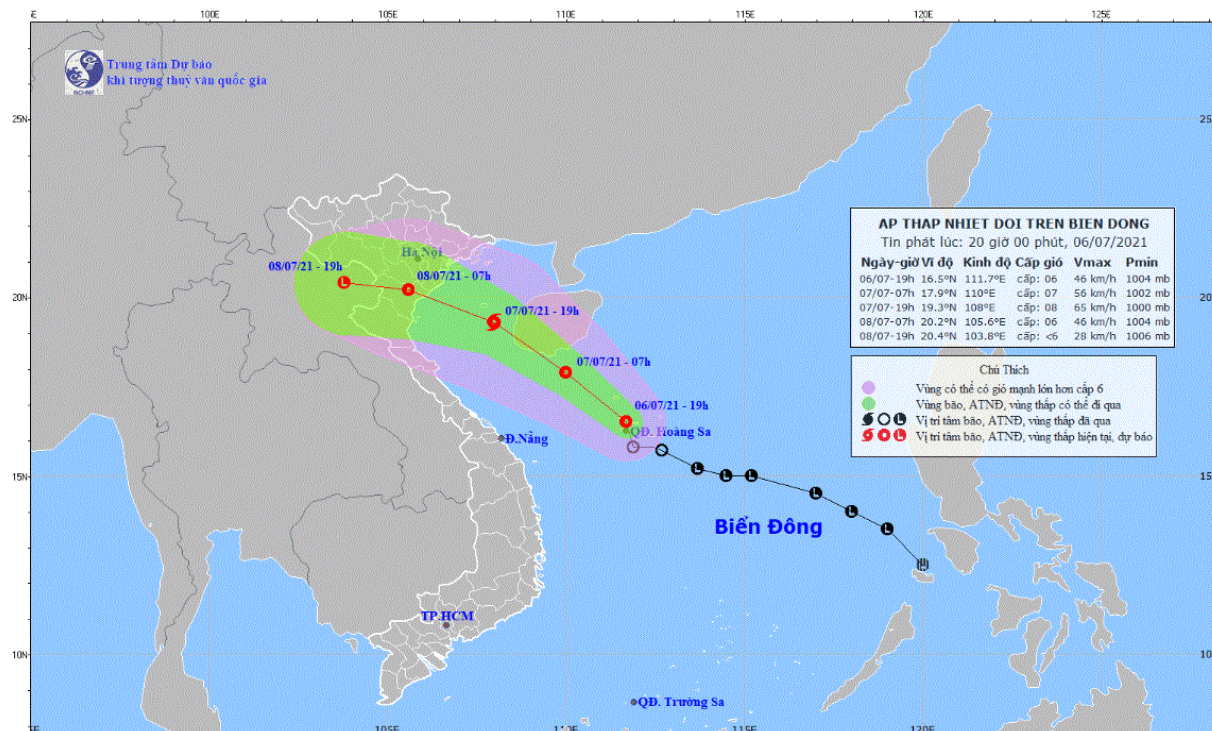 100E
105E
110E
115E
120E
125E
Trung tâm Dự báo
khí tượng thuỷ văn quốc gia
25N
25N
AP THAP NHIET DOI TREN BIEN DONG
Tin phát lúc: 20 giờ 00 phút, 06/07/2021
Ngày-giờ Vĩ độ Kinh độ Cấp gió Vmax Pmin
06/07-19h 16.5°N 111.7°E cấp: 06 46 km/h 1004 mb
07/07-07h 17.9°N 110°E cấp: 07 56 km/h 1002 mb
07/07-19h 19.3°N 108°E cấp: 08 65 km/h 1000 mb
08/07-07h 20.2°N 105.6°E cấp: 06 46 km/h 1004 mb
08/07-19h 20.4°N 103.8°E cấp: <6 28 km/h 1006 mb
Hà Nội
08/07/21 - 19h
08/07/21 - 07h
20N
07/07/21 - 19h
07/07/21 - 07h
06/07/21 - 19h
Chú Thích
Vùng có thể có gió mạnh lớn hơn cấp 6
Vùng bão, ATNĐ, vùng thấp có thể đi qua
Vị trí tâm bão, ATNĐ, vùng thấp đã qua
Vị trí tâm bão, ATNĐ, vùng thấp hiện tại, dự báo
QĐ. Hoàng Sa
Đ.Nẵng
15N
Biển Đông
TP.HCM
10N
QĐ. Trường Sa
105E
115E
120E